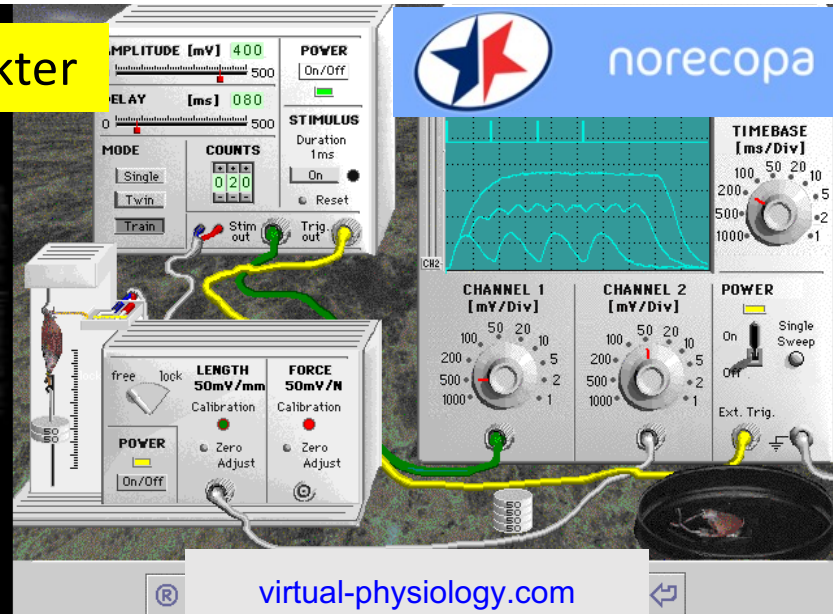 kter
norecopa
AMPLITUDE [mV] 400
500
DELAY [ms] 080
0 500
MODE
Single
Twin
Train
COUNTS
+ + +
0 2 0
- - -
POWER
On/Off
STIMULUS
Duration
1ms
On
Reset
Stim
out
Trig.
out
CH2
TIMEBASE
[ms/Div]
1000 500 200 100 50 20 10 5 2 1
CHANNEL 1
[mV/Div]
1000 500 200 100 50 20 10 5 2 1
CHANNEL 2
[mV/Div]
1000 500 200 100 50 20 10 5 2 1
POWER
On
Off
Single
Sweep
Ext. Trig.
free lock
POWER
On/Off
LENGTH
50mV/mm
Calibration
Zero
Adjust
FORCE
50mV/N
Calibration
Zero
Adjust
50
50
50
50
50
50
®
virtual-physiology.com